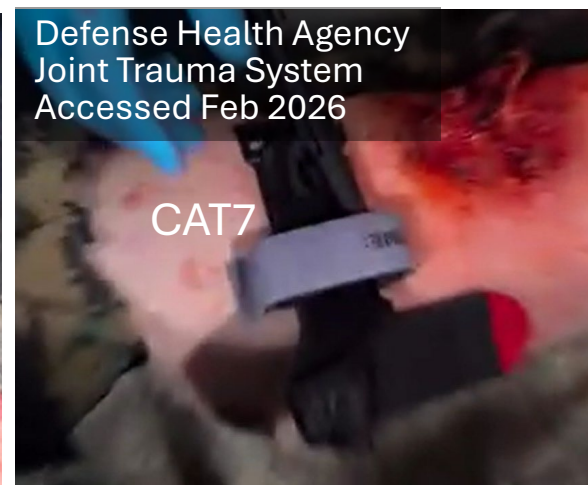 Defense Health Agency
Joint Trauma System
Accessed Feb 2026
CAT7